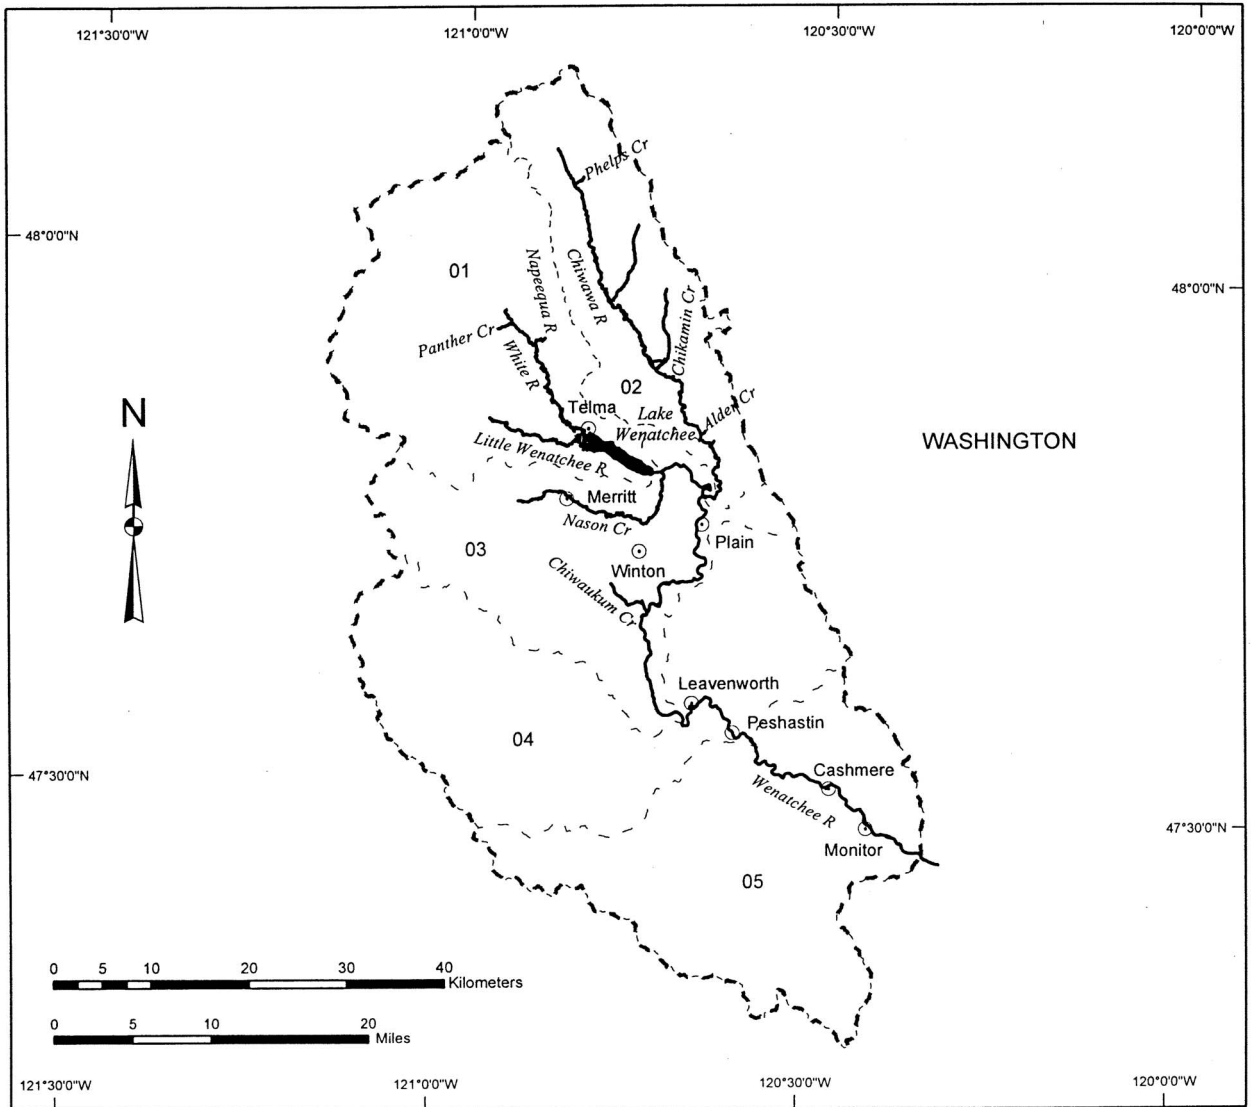 121°30'0"W
121°0'0"W
120°30'0"W
120°0'0"W
Phelps Cr
48°0'0"N
01
Napeequa R
Chiwawa R
48°0'0"N
Chikamin Cr
Panther Cr
White R
02
N
Telma
Lake
Wenatchee
Alder Cr
Little Wenatchee R
WASHINGTON
Merritt
Nason Cr
Plain
03
Winton
Chiwaukum Cr
Leavenworth
Peshastin
04
Cashmere
47°30'0"N
Wenatchee R
47°30'0"N
Monitor
05
0 5 10 20 30 40
Kilometers
0 5 10 20
Miles
121°30'0"W
121°0'0"W
120°30'0"W
120°0'0"W